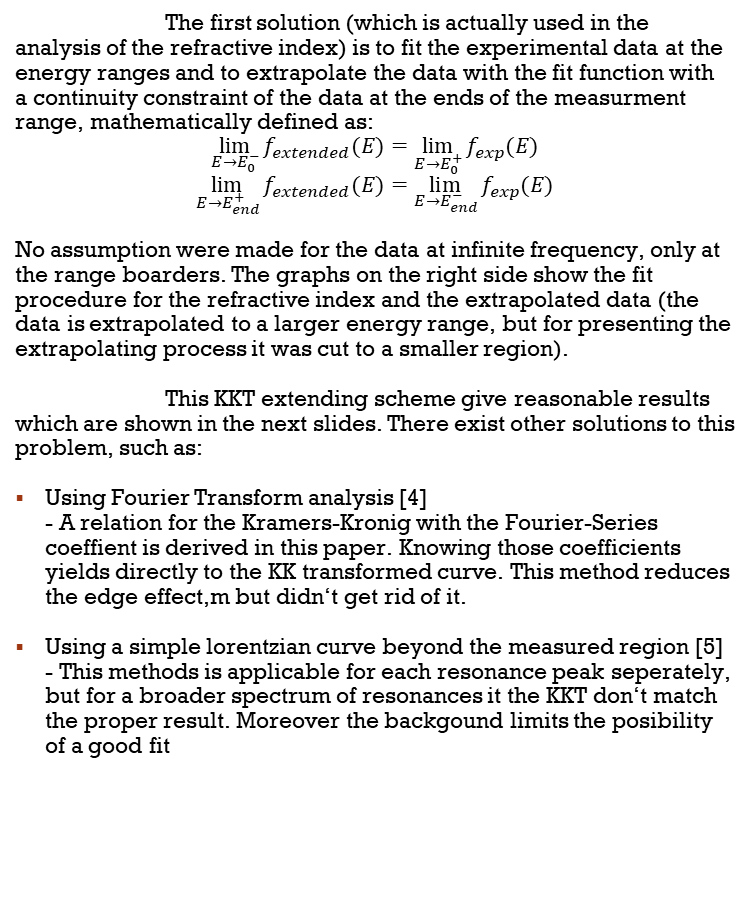 The first solution (which is actually used in the
analysis of the refractive index) is to fit the experimental data at the
energy ranges and to extrapolate the data with the fit function with
a continuity constraint of the data at the ends of the measurment
range, mathematically defined as:
lim_{E→E_0^-} f_{extended}(E) = lim_{E→E_0^+} f_{exp}(E)
lim_{E→E_{end}^+} f_{extended}(E) = lim_{E→E_{end}^-} f_{exp}(E)
No assumption were made for the data at infinite frequency, only at
the range boarders. The graphs on the right side show the fit
procedure for the refractive index and the extrapolated data (the
data is extrapolated to a larger energy range, but for presenting the
extrapolating process it was cut to a smaller region).
This KKT extending scheme give reasonable results
which are shown in the next slides. There exist other solutions to this
problem, such as:
▪ Using Fourier Transform analysis [4]
- A relation for the Kramers-Kronig with the Fourier-Series
coeffient is derived in this paper. Knowing those coefficients
yields directly to the KK transformed curve. This method reduces
the edge effect,m but didn‘t get rid of it.
▪ Using a simple lorentzian curve beyond the measured region [5]
- This methods is applicable for each resonance peak seperately,
but for a broader spectrum of resonances it the KKT don‘t match
the proper result. Moreover the backgound limits the posibility
of a good fit